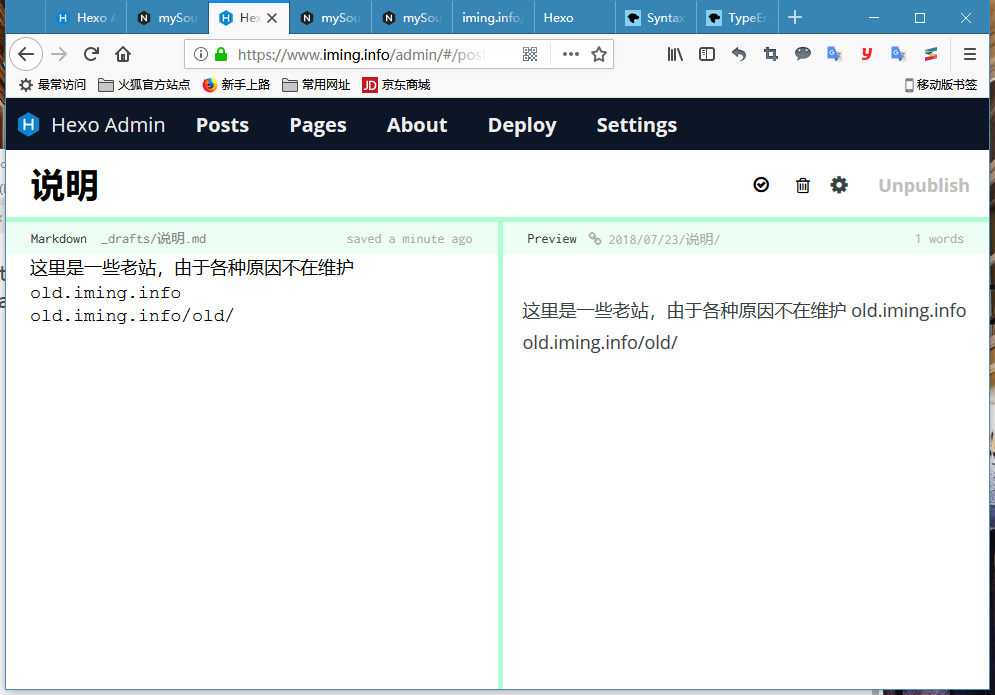 Hexo A
mySou
Hex
mySou
mySou
iming.info/
Hexo
Syntax
TypeEr
https://www.iming.info/admin/#/post
最常访问 火狐官方站点 新手上路 常用网址 JD 京东商城 移动版书签
Hexo Admin Posts Pages About Deploy Settings
说明
Unpublish
Markdown _drafts/说明.md saved a minute ago
Preview 2018/07/23/说明/ 1 words
这里是一些老站，由于各种原因不在维护
old.iming.info
old.iming.info/old/
这里是一些老站，由于各种原因不在维护 old.iming.info
old.iming.info/old/